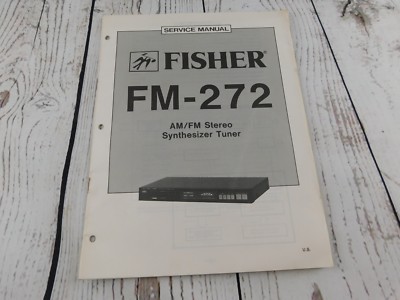 SERVICE MANUAL
FISHER
FM-272
AM/FM Stereo
Synthesizer Tuner